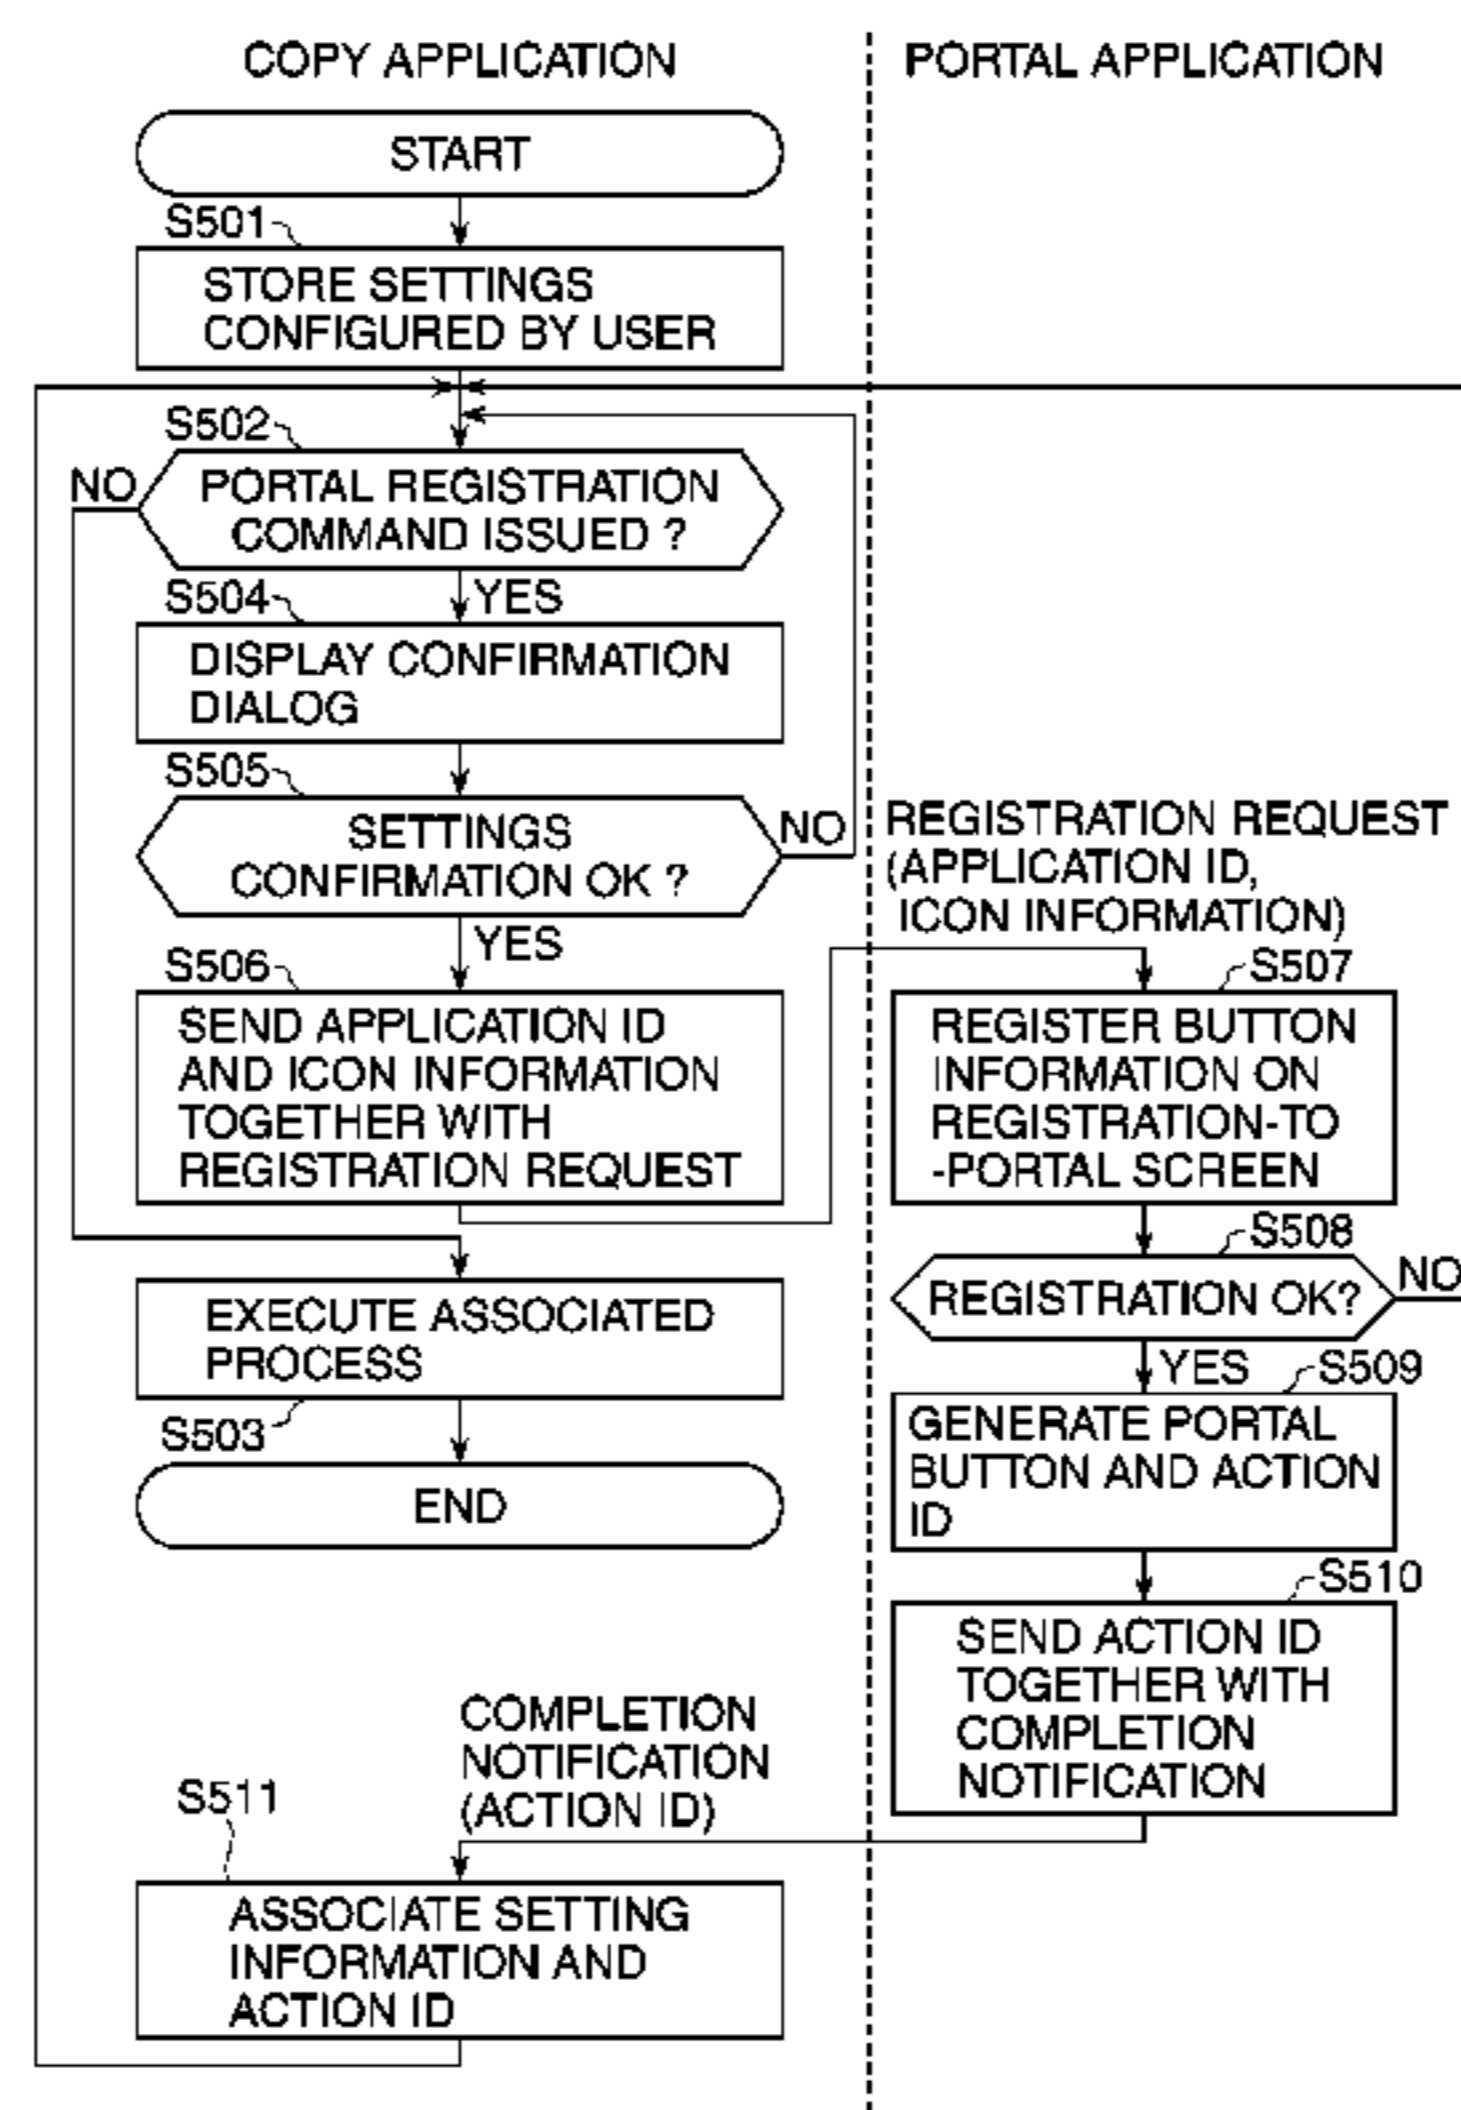 COPY APPLICATION
PORTAL APPLICATION
START
S501
STORE SETTINGS
CONFIGURED BY USER
S502
NO
PORTAL REGISTRATION
COMMAND ISSUED ?
YES
S504
DISPLAY CONFIRMATION
DIALOG
S505
SETTINGS
CONFIRMATION OK ?
NO
YES
REGISTRATION REQUEST
(APPLICATION ID,
ICON INFORMATION)
S506
SEND APPLICATION ID
AND ICON INFORMATION
TOGETHER WITH
REGISTRATION REQUEST
S507
REGISTER BUTTON
INFORMATION ON
REGISTRATION-TO
-PORTAL SCREEN
S508
REGISTRATION OK?
NO
YES
EXECUTE ASSOCIATED
PROCESS
S503
END
S509
GENERATE PORTAL
BUTTON AND ACTION
ID
S510
SEND ACTION ID
TOGETHER WITH
COMPLETION
NOTIFICATION
COMPLETION
NOTIFICATION
(ACTION ID)
S511
ASSOCIATE SETTING
INFORMATION AND
ACTION ID